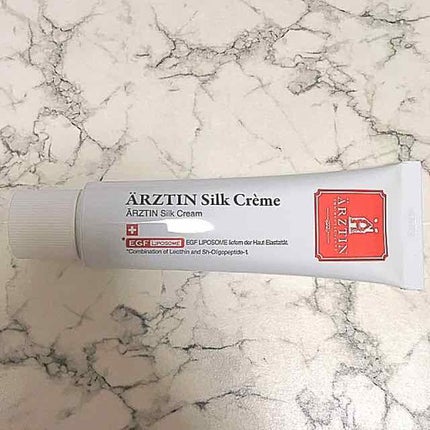 ÄRZTIN Silk Crème
ÄRZTIN Silk Cream
EGF LIPOSOME EGF LIPOSOME liefern der Haut Elastizität.
*Combination of Lecithin and Sh-Oligopeptide-1.
ÄRZTIN